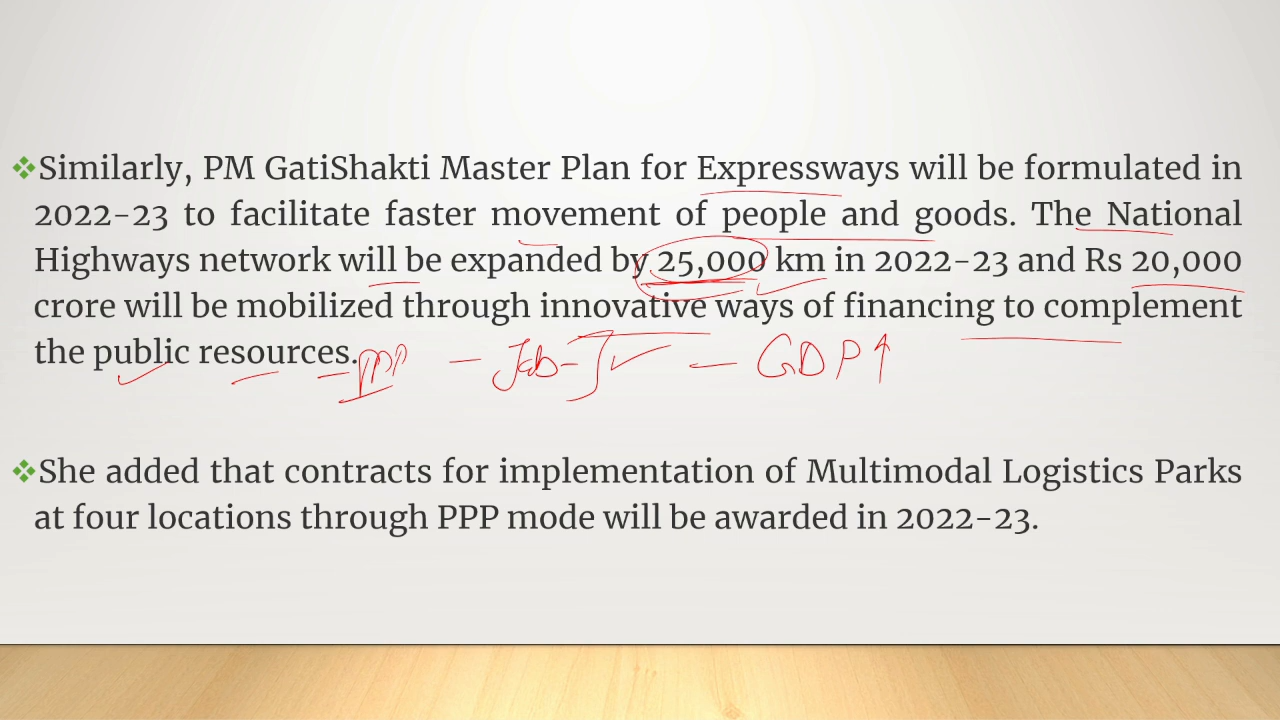 ❖Similarly, PM GatiShakti Master Plan for Expressways will be formulated in
2022-23 to facilitate faster movement of people and goods. The National
Highways network will be expanded by 25,000 km in 2022-23 and Rs 20,000
crore will be mobilized through innovative ways of financing to complement
the public resources.
PPP – Job – GDP↑
❖She added that contracts for implementation of Multimodal Logistics Parks
at four locations through PPP mode will be awarded in 2022-23.